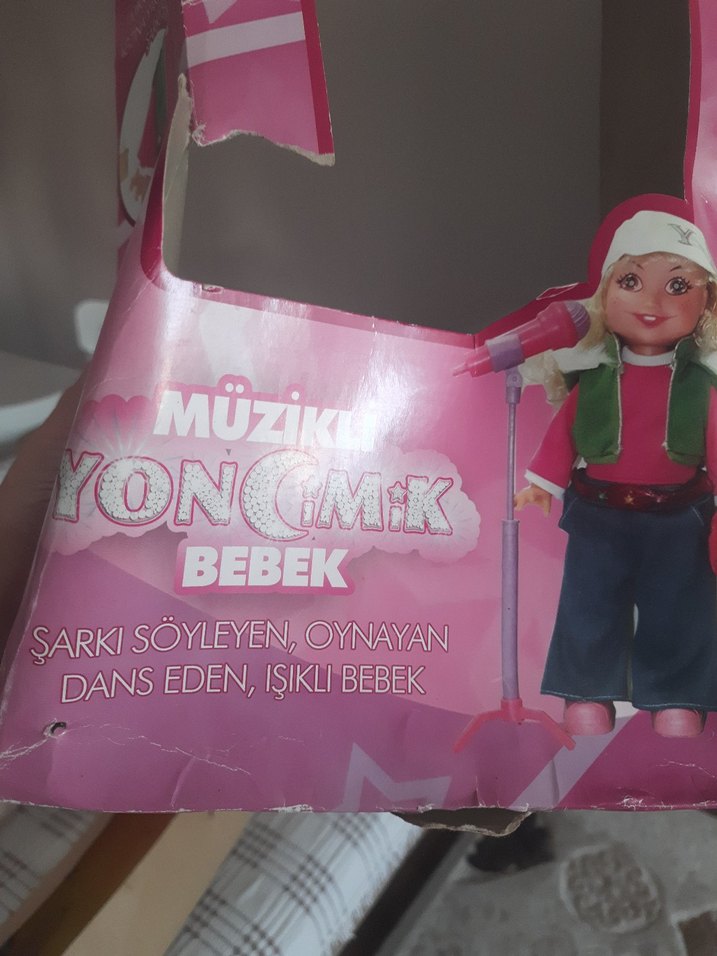 MÜZİKLİ
YONCİMİK
BEBEK
ŞARKI SÖYLEYEN, OYNAYAN
DANS EDEN, IŞIKLI BEBEK
Y